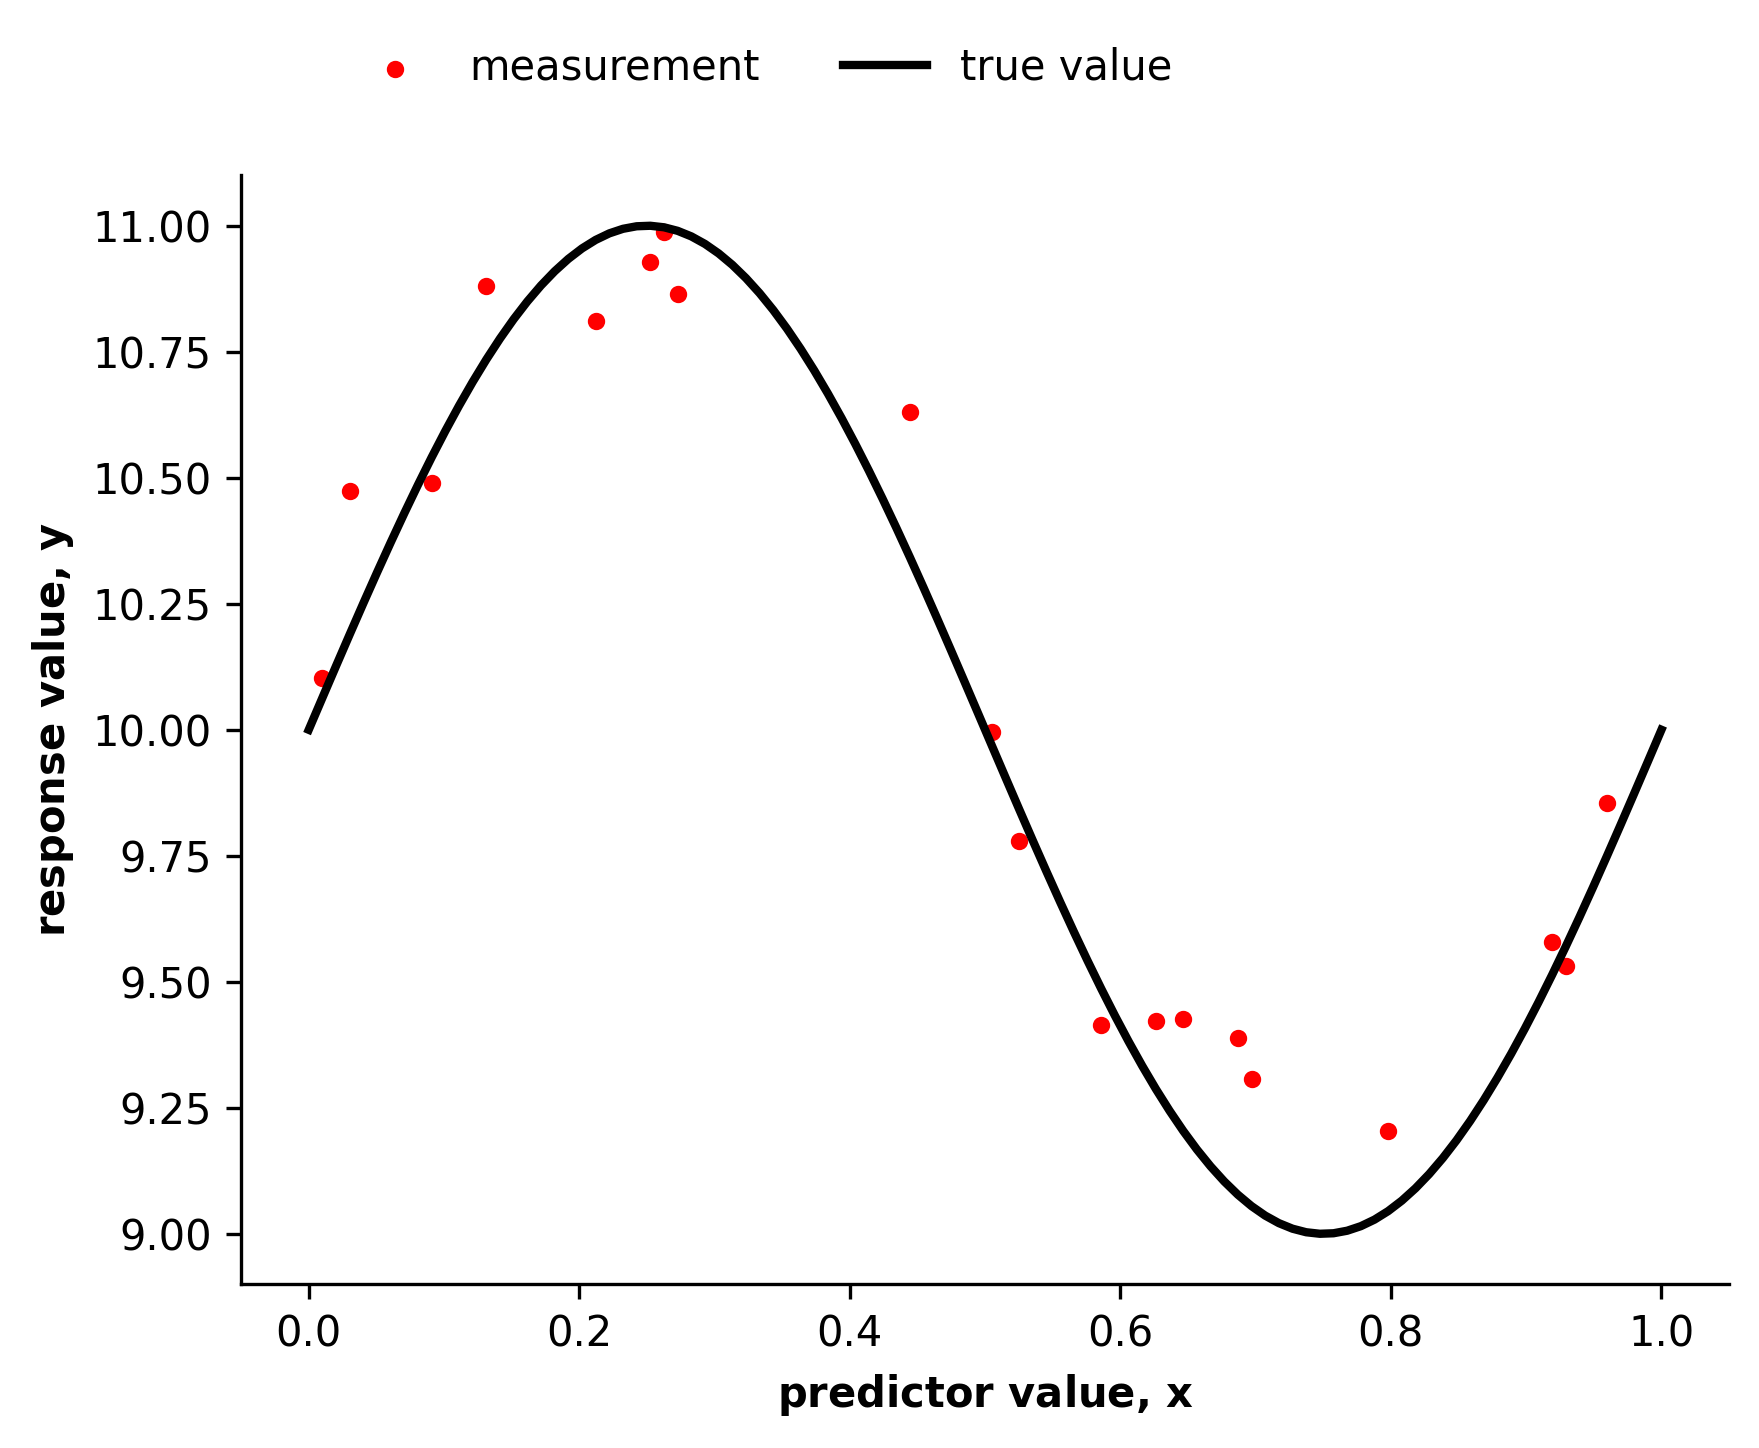 measurement true value
11.00
10.75
10.50
10.25
10.00
9.75
9.50
9.25
9.00
response value, y
0.0 0.2 0.4 0.6 0.8 1.0
predictor value, x